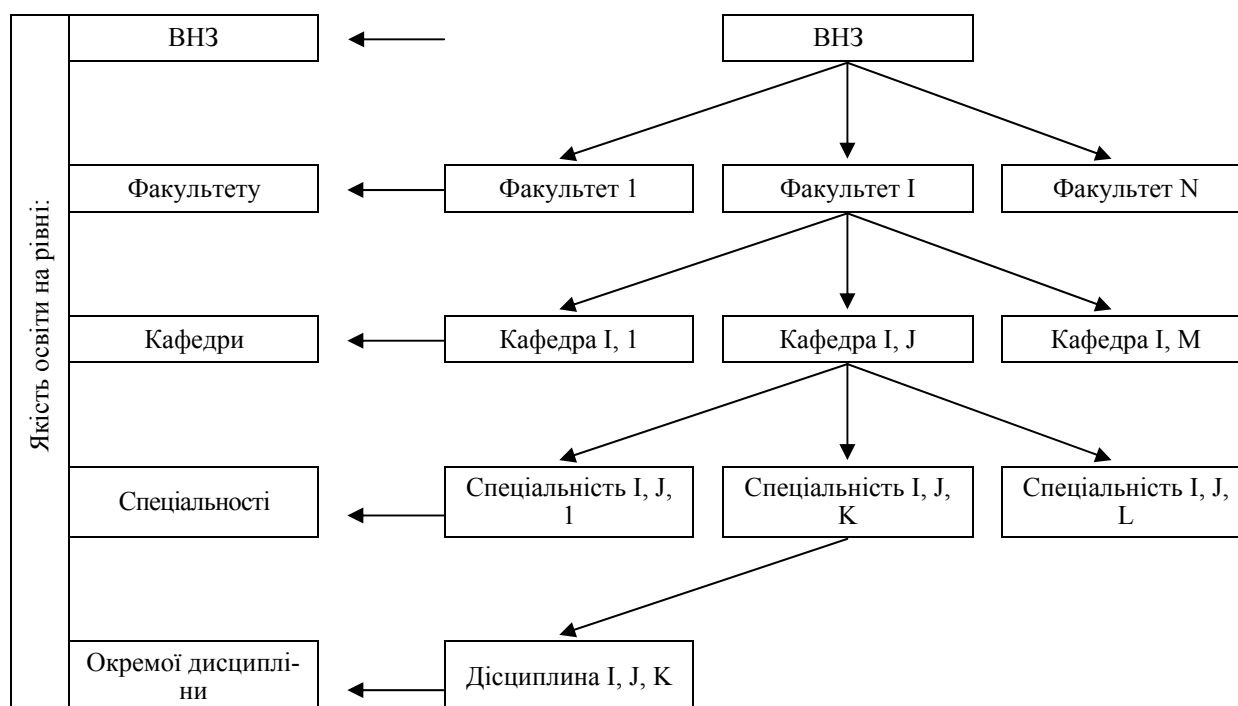 Якість освіти на рівні:
ВНЗ
ВНЗ
Факультету
Факультет 1
Факультет I
Факультет N
Кафедри
Кафедра I, 1
Кафедра I, J
Кафедра I, M
Спеціальності
Спеціальність I, J,
1
Спеціальність I, J,
K
Спеціальність I, J,
L
Окремої дисциплі-
ни
Дісциплина I, J, K